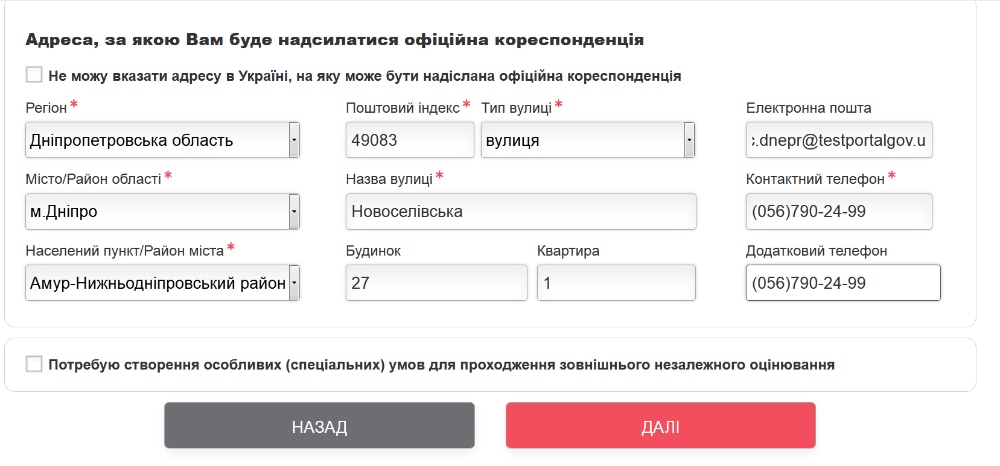 Адреса, за якою Вам буде надсилатися офіційна кореспонденція
Не можу вказати адресу в Україні, на яку може бути надіслана офіційна кореспонденція
Регіон * Поштовий індекс * Тип вулиці * Електронна пошта
Дніпропетровська область 49083 вулиця .dnepr@testportalgov.u
Місто/Район області * Назва вулиці * Контактний телефон *
м.Дніпро Новоселівська (056)790-24-99
Населений пункт/Район міста * Будинок Квартира Додатковий телефон
Амур-Нижньодніпровський район 27 1 (056)790-24-99
Потребую створення особливих (спеціальних) умов для проходження зовнішнього незалежного оцінювання
НАЗАД ДАЛІ